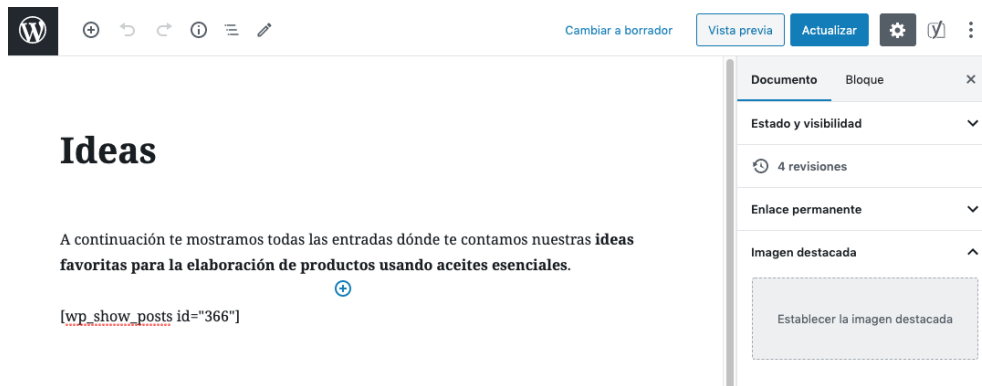 Cambiar a borrador
Vista previa
Actualizar
Documento
Bloque
Ideas
Estado y visibilidad
4 revisiones
Enlace permanente
A continuación te mostramos todas las entradas dónde te contamos nuestras ideas
favoritas para la elaboración de productos usando aceites esenciales.
Imagen destacada
[wp_show_posts id="366"]
Establecer la imagen destacada